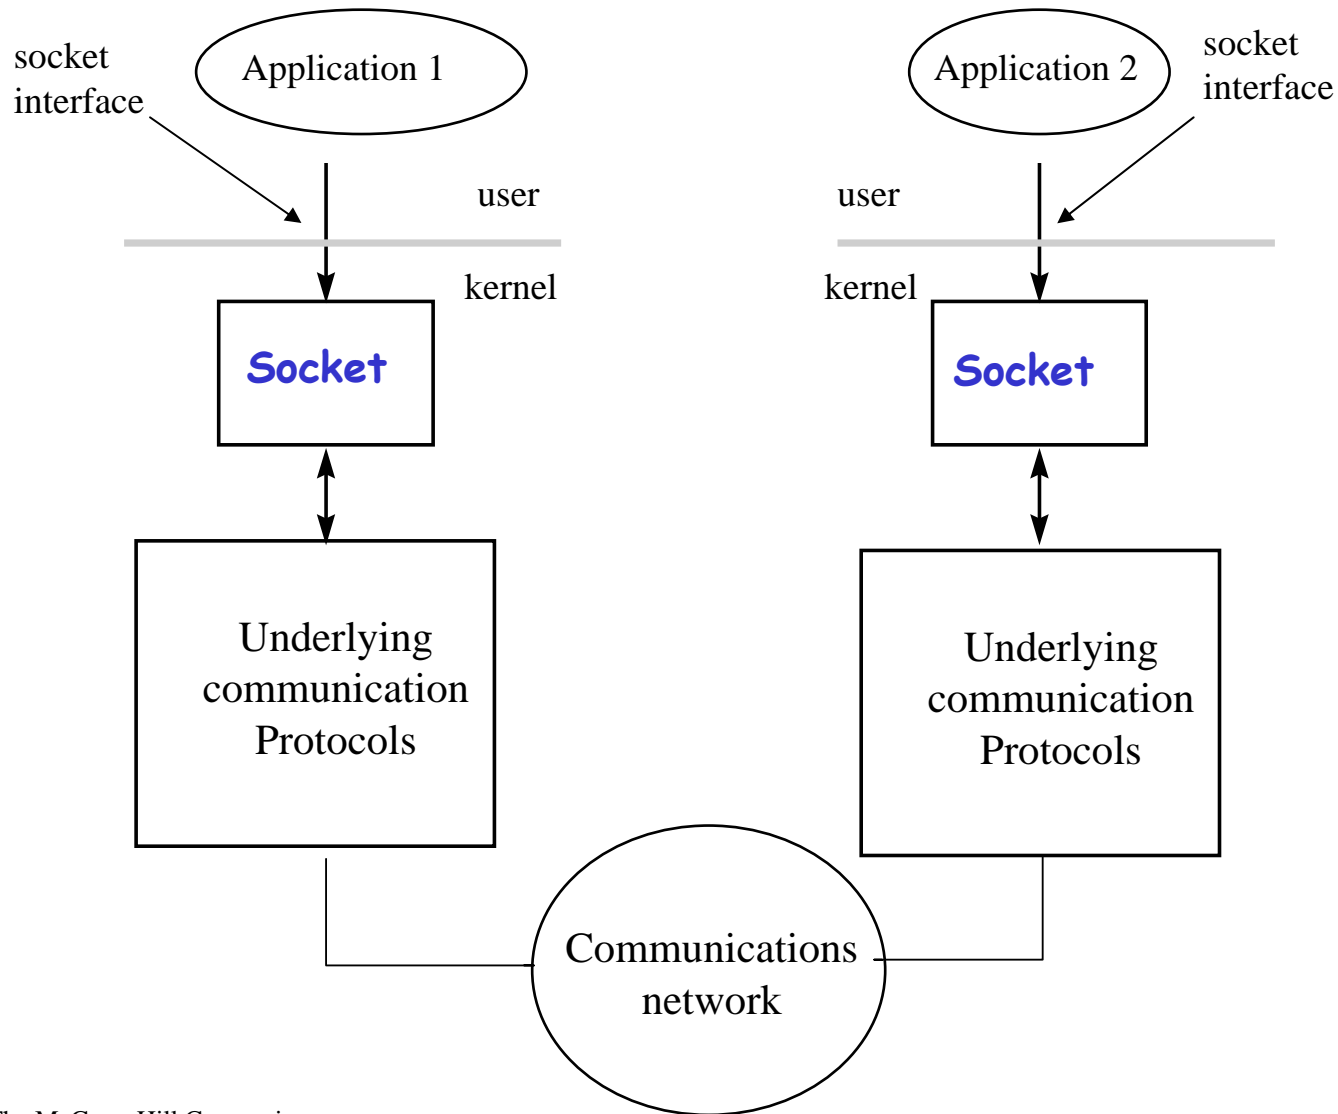 socket
interface
Application 1
Application 2
socket
interface
user
user
kernel
kernel
Socket
Socket
Underlying
communication
Protocols
Underlying
communication
Protocols
Communications
network